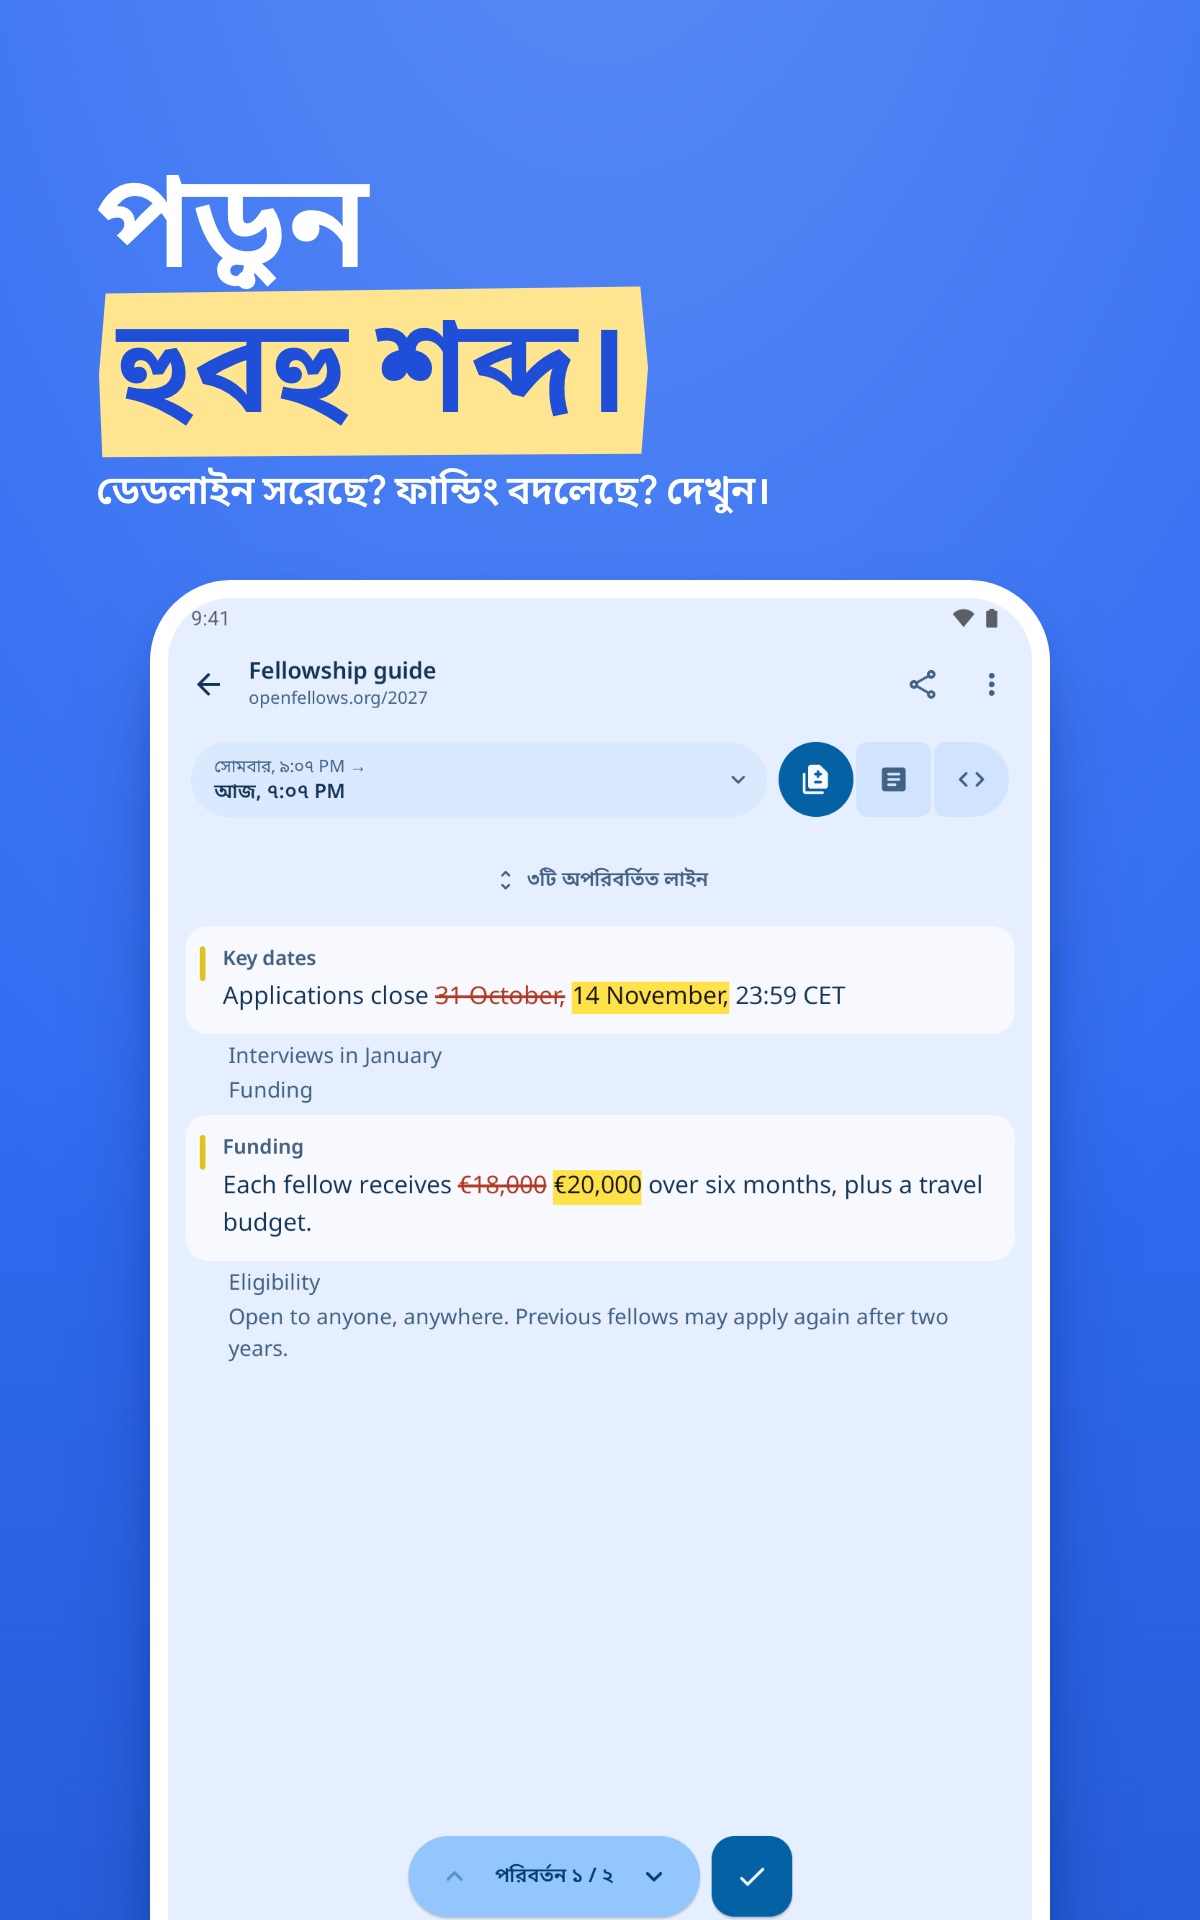 পড়ুন
হুবহু শব্দ।
ডেডলাইন সরেছে? ফান্ডিং বদলেছে? দেখুন।
9:41
Fellowship guide
openfellows.org/2027
সোমবার, ৯:০৭ PM →
আজ, ৭:০৭ PM
৩টি অপরিবর্তিত লাইন
Key dates
Applications close 31 October, 14 November, 23:59 CET
Interviews in January
Funding
Funding
Each fellow receives €18,000 €20,000 over six months, plus a travel
budget.
Eligibility
Open to anyone, anywhere. Previous fellows may apply again after two
years.
পরিবর্তন ১ / ২